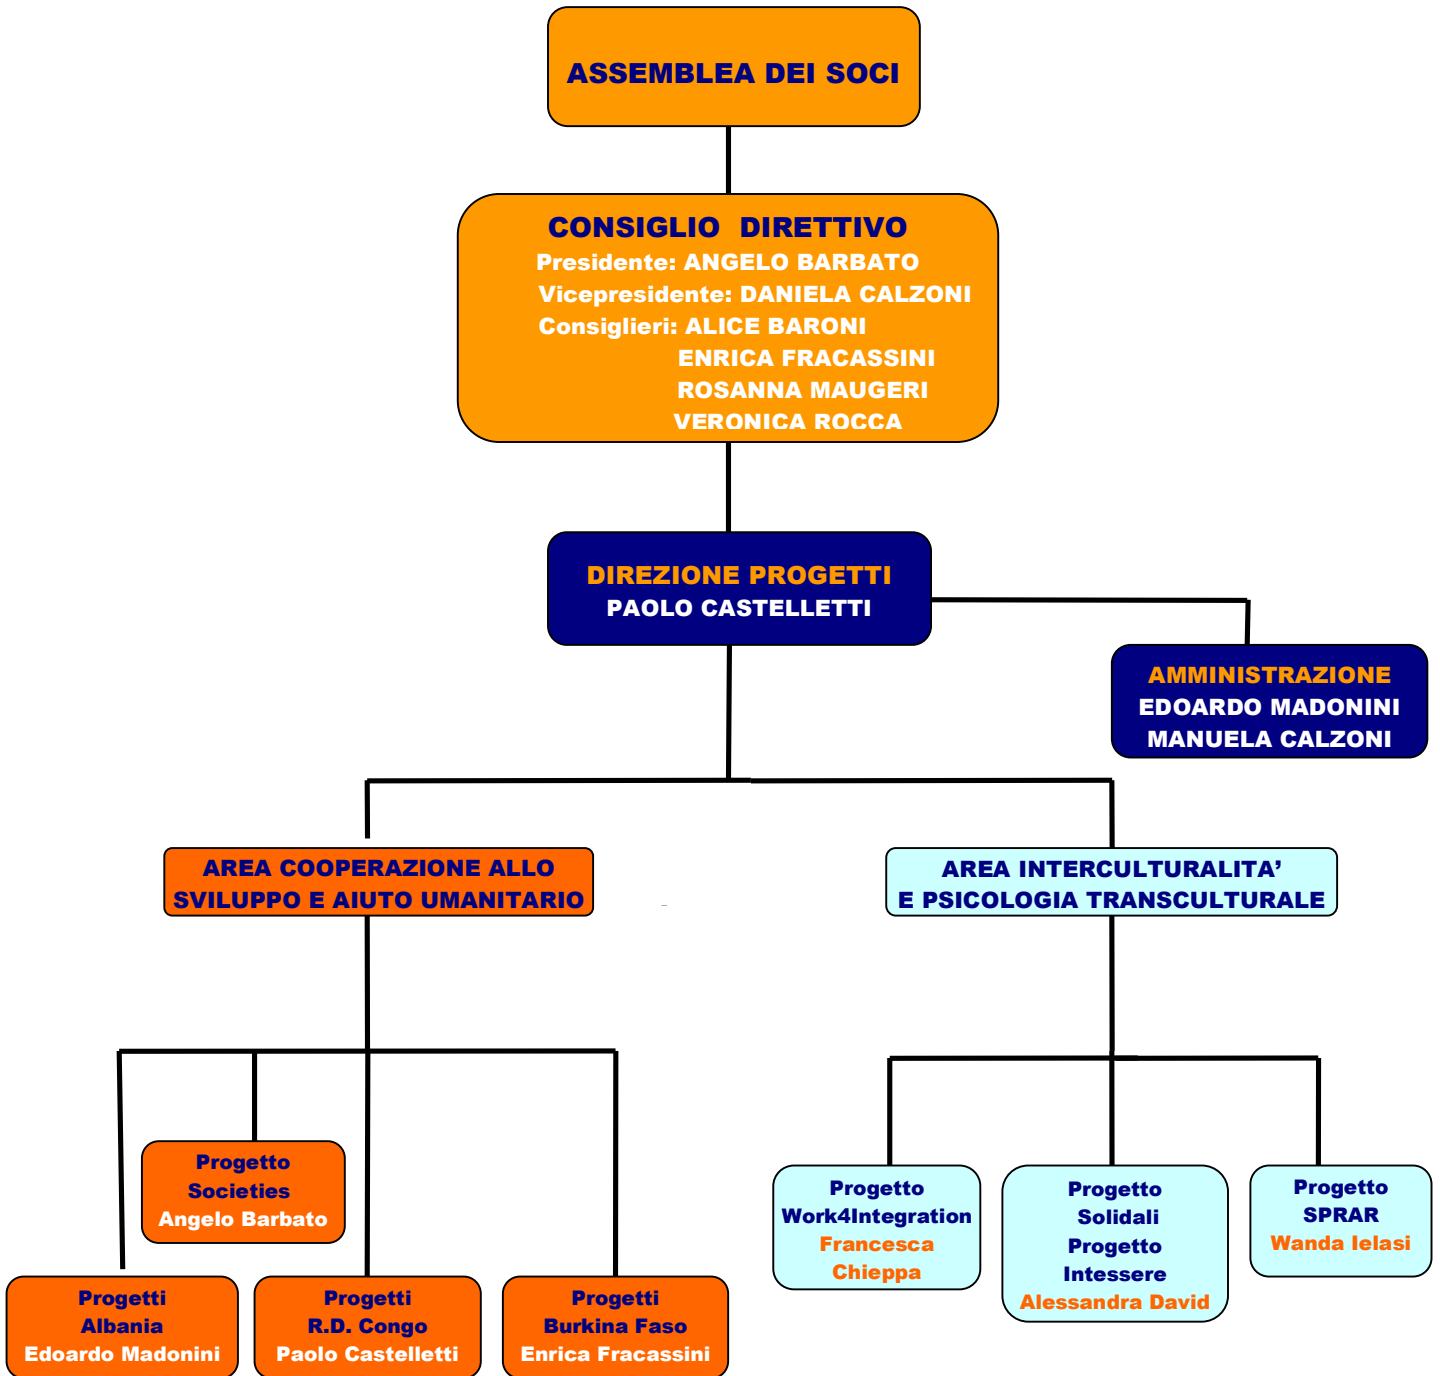 ASSEMBLEA DEI SOCI
CONSIGLIO DIRETTIVO
Presidente: ANGELO BARBATO
Vicepresidente: DANIELA CALZONI
Consiglieri: ALICE BARONI
ENRICA FRACASSINI
ROSANNA MAUGERI
VERONICA ROCCA
DIREZIONE PROGETTI
PAOLO CASTELLETTI
AMMINISTRAZIONE
EDOARDO MADONINI
MANUELA CALZONI
AREA COOPERAZIONE ALLO
SVILUPPO E AIUTO UMANITARIO
AREA INTERCULTURALITA’
E PSICOLOGIA TRANSCULTURALE
Progetto
Societies
Angelo Barbato
Progetti
Albania
Edoardo Madonini
Progetti
R.D. Congo
Paolo Castelletti
Progetti
Burkina Faso
Enrica Fracassini
Progetto
Work4Integration
Francesca
Chieppa
Progetto
Solidali
Progetto
Intessere
Alessandra David
Progetto
SPRAR
Wanda Ielasi